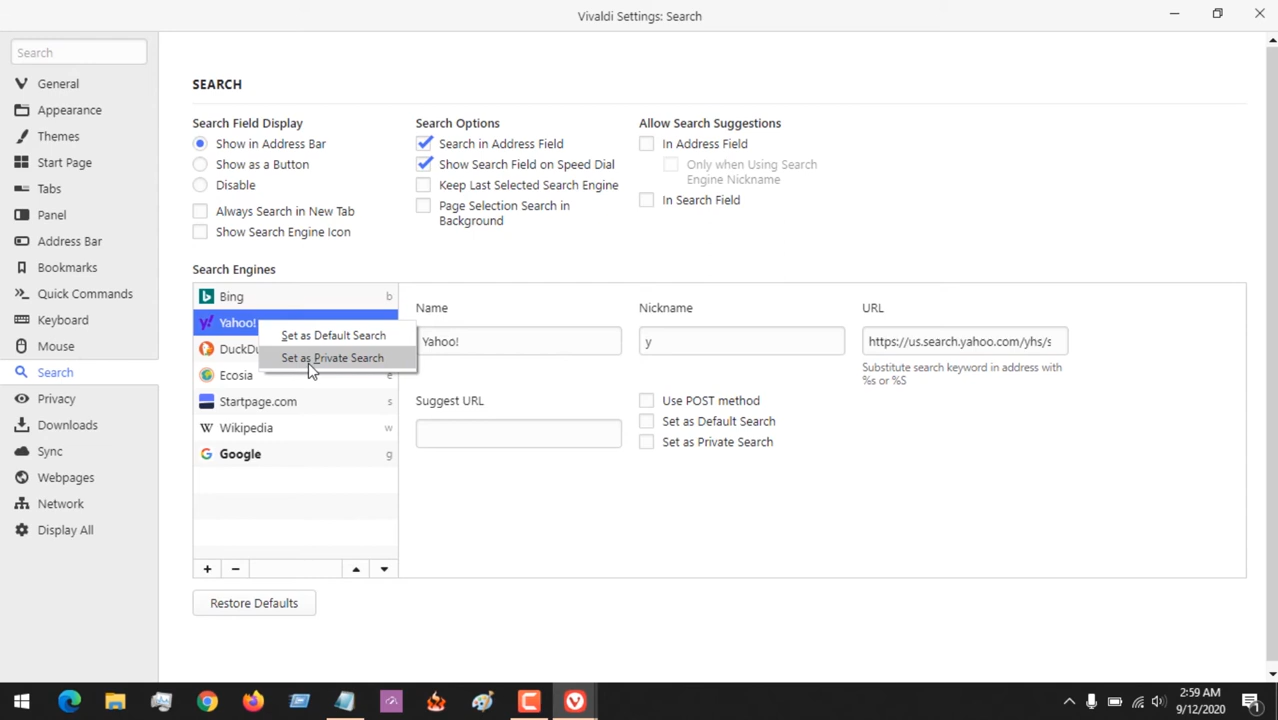 Vivaldi Settings: Search
Search
General
Appearance
Themes
Start Page
Tabs
Panel
Address Bar
Bookmarks
Quick Commands
Keyboard
Mouse
Search
Privacy
Downloads
Sync
Webpages
Network
Display All
SEARCH
Search Field Display
Show in Address Bar
Show as a Button
Disable
Always Search in New Tab
Show Search Engine Icon
Search Options
Search in Address Field
Show Search Field on Speed Dial
Keep Last Selected Search Engine
Page Selection Search in
Background
Allow Search Suggestions
In Address Field
Only when Using Search
Engine Nickname
In Search Field
Search Engines
Bing b
Yahoo!
DuckDu
Ecosia e
Startpage.com s
W Wikipedia w
Google g
Set as Default Search
Set as Private Search
+ −
Restore Defaults
Name
Yahoo!
Nickname
y
URL
https://us.search.yahoo.com/yhs/s
Substitute search keyword in address with
%s or %S
Suggest URL
Use POST method
Set as Default Search
Set as Private Search
2:59 AM
9/12/2020
1